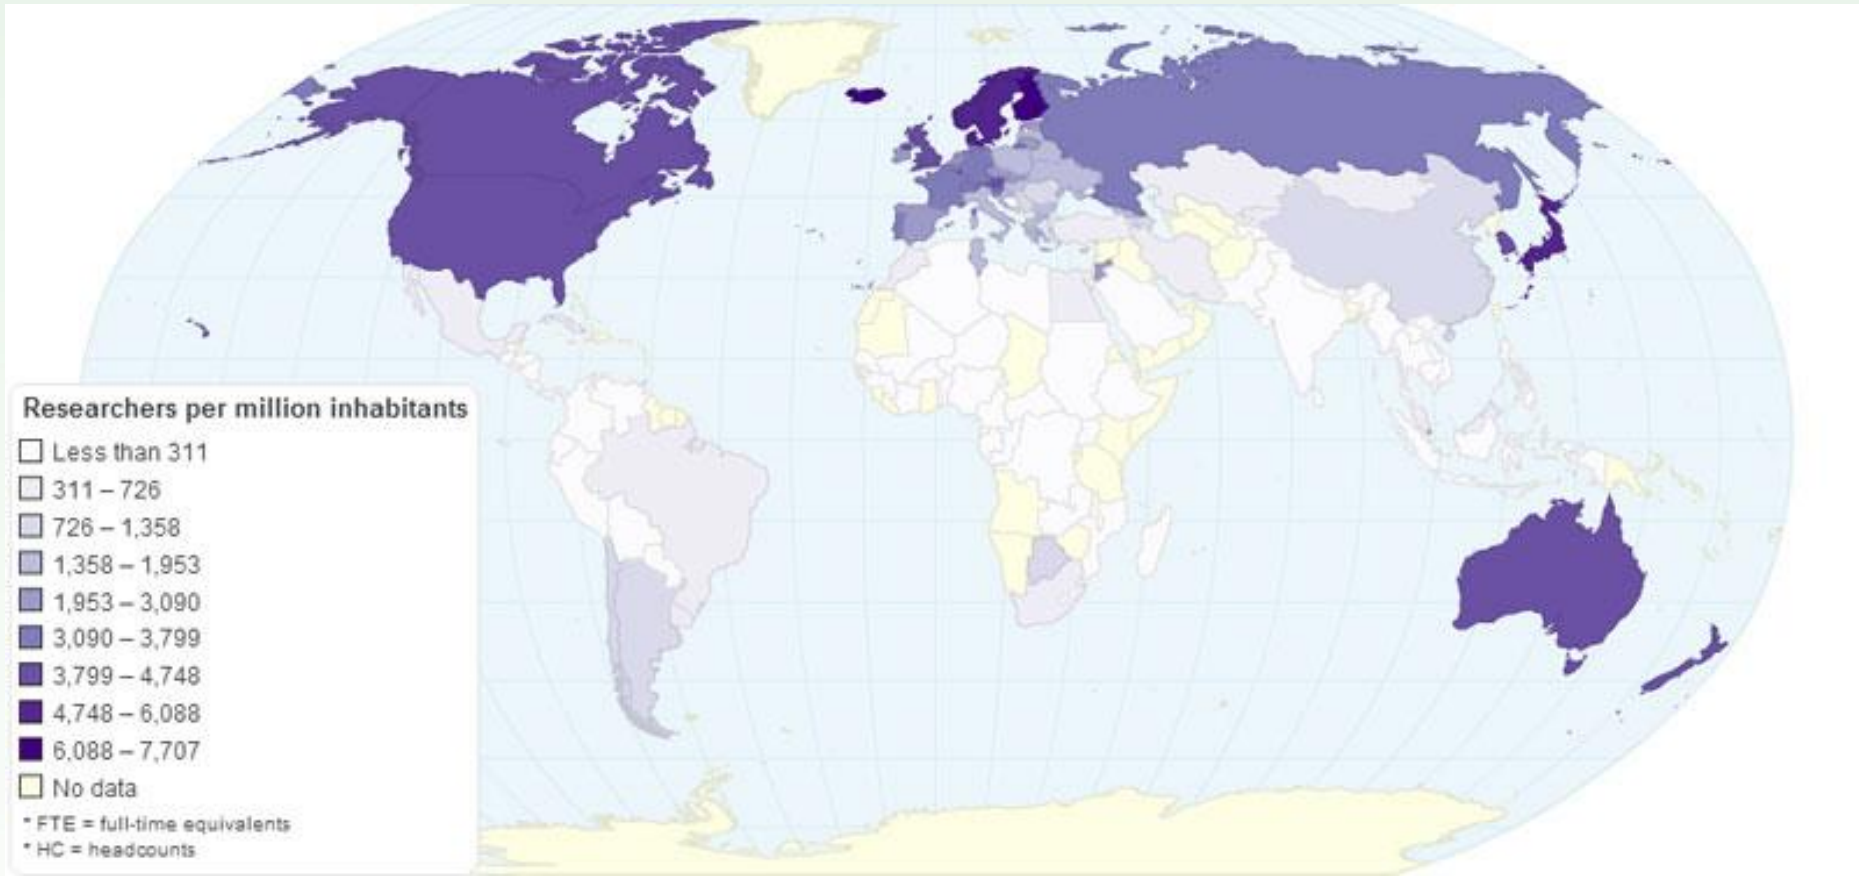 Researchers per million inhabitants
Less than 311
311 – 726
726 – 1,358
1,358 – 1,953
1,953 – 3,090
3,090 – 3,799
3,799 – 4,748
4,748 – 6,088
6,088 – 7,707
No data
* FTE = full-time equivalents
* HC = headcounts